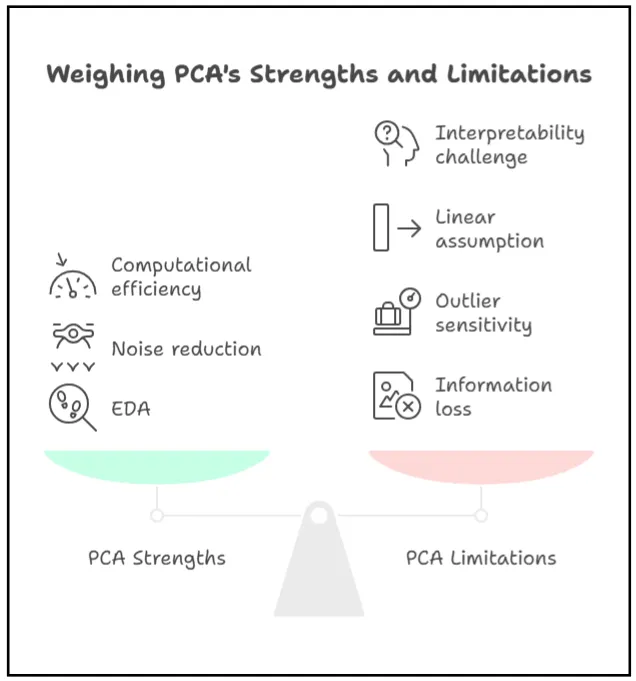 Weighing PCA's Strengths and Limitations
Computational
efficiency
Noise reduction
EDA
Interpretability
challenge
Linear
assumption
Outlier
sensitivity
Information
loss
PCA Strengths
PCA Limitations